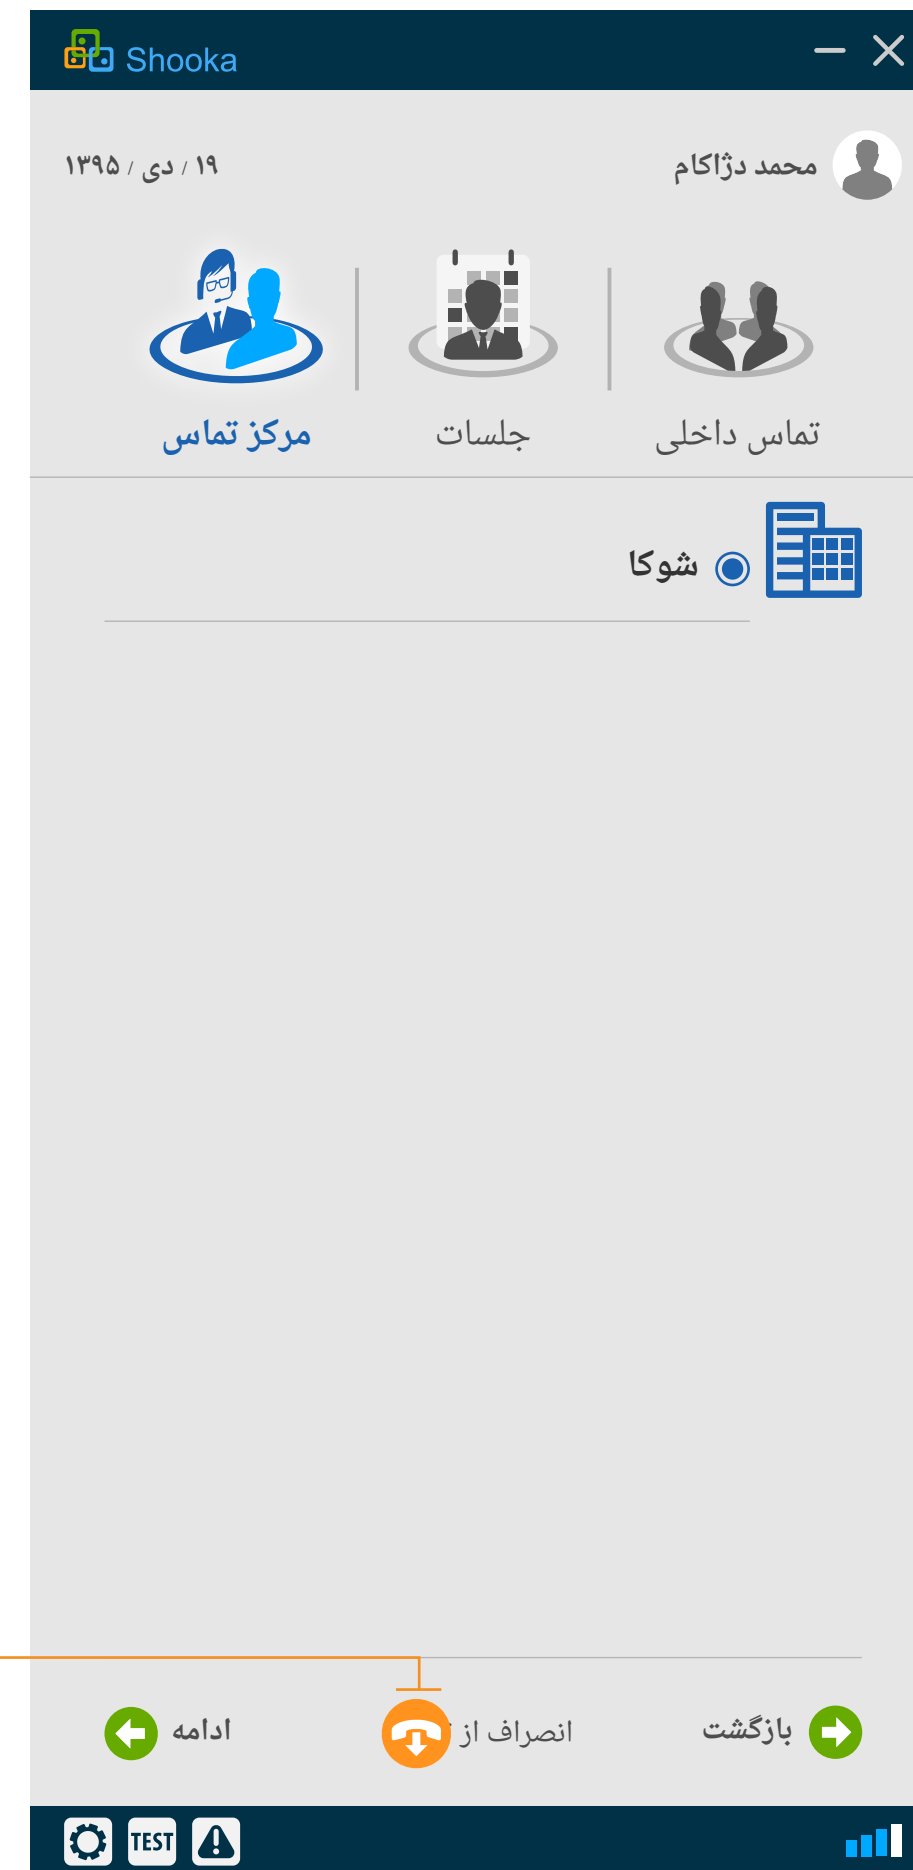 Shooka
محمد دژاکام
۱۹ / دی / ۱۳۹۵
تماس داخلی
جلسات
مرکز تماس
شوکا
بازگشت
انصراف از
ادامه
TEST